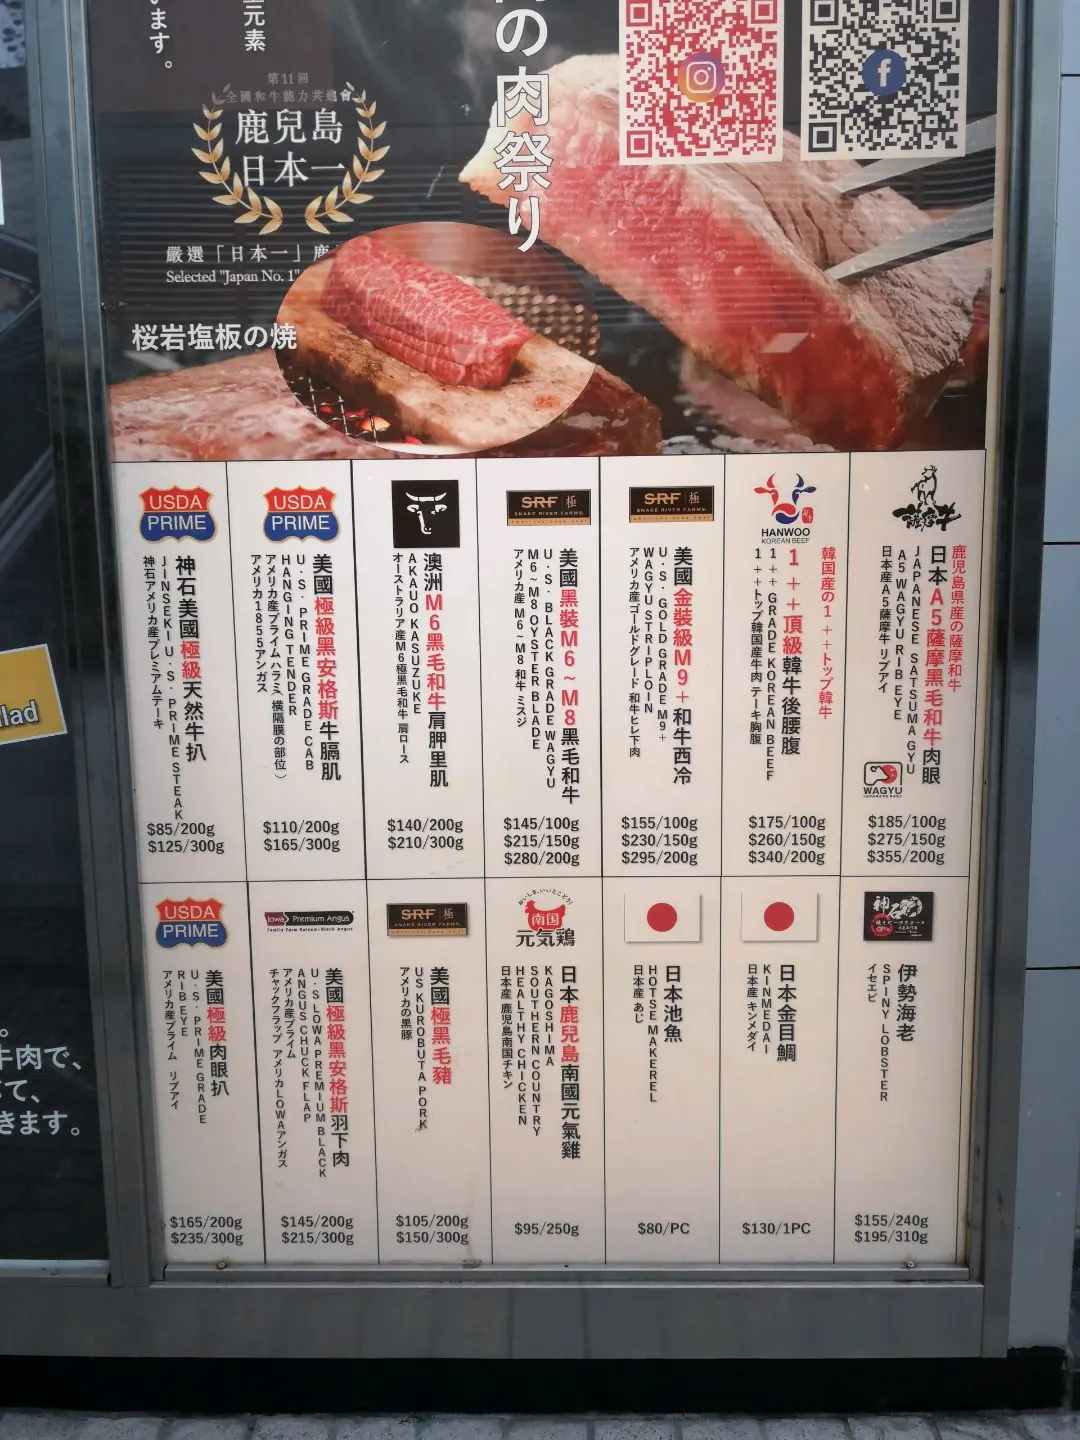 います。
元素
肉の肉祭り
第11回
全國和牛能力共進會
鹿兒島
日本一
嚴選「日本一」鹿
Selected "Japan No. 1"
桜岩塩板の焼
USDA
PRIME
神石美國極級天然牛扒
JINSEKI U.S.PRIME STEAK
神石アメリカ産プレミアムテーキ
$85/200g
$125/300g
USDA
PRIME
美國極級黑安格斯牛膈肌
U.S.PRIME GRADE CAB
HANGING TENDER
アメリカ産プライムハラミ（横隔膜の部位）
アメリカ1855アンガス
$110/200g
$165/300g
澳洲M6黑毛和牛肩胛里肌
AKAUO KASUZUKE
オーストラリア産M6極黒毛和牛 肩ロース
$140/200g
$210/300g
SRF 極
SNAKE RIVER FARMS
美國黑裝M6~M8黑毛和牛
U.S.BLACK GRADE WAGYU
M6~M8 OYSTER BLADE
アメリカ産 M6~M8 和牛 ミスジ
$145/100g
$215/150g
$280/200g
SRF 極
SNAKE RIVER FARMS
美國金裝級M9+和牛西冷
U.S.GOLD GRADE M9+
WAGYU STRIPLOIN
アメリカ産ゴールドグレード 和牛ヒレ下肉
$155/100g
$230/150g
$295/200g
HANWOO
KOREAN BEEF
韓国産の1++トップ韓牛
1++頂級韓牛後腰腹
1++GRADE KOREAN BEEF
1++トップ韓国産牛肉 テーキ胸腹
$175/100g
$260/150g
$340/200g
鹿児島県産の薩摩和牛
日本A5薩摩黑毛和牛肉眼
JAPANESE SATSUMA GYU
A5 WAGYU RIB EYE
日本産A5薩摩牛 リブアイ
WAGYU
JAPANESE BEEF
$185/100g
$275/150g
$355/200g
USDA
PRIME
美國極級肉眼扒
U.S.PRIME GRADE
RIBEYE
アメリカ産プライム リブアイ
$165/200g
$235/300g
Iowa Premium Angus
Family Farm Raised-Black Angus
美國極級黑安格斯羽下肉
U.S LOWA PREMIUM BLACK
ANGUS CHUCK FLAP
アメリカ産プライム
チャックフラップ アメリカLOWAアンガス
$145/200g
$215/300g
SRF 極
SNAKE RIVER FARMS
美國極黑毛豬
US KUROBUTA PORK
アメリカの黒豚
$105/200g
$150/300g
おいしさ、いいとこどり!
南国
元気鶏
日本鹿兒島南國元氣雞
KAGOSHIMA
SOUTHERN COUNTRY
HEALTHY CHICKEN
日本産 鹿児島南国チキン
$95/250g
日本池魚
HOTSE MAKEREL
日本産 あじ
$80/PC
日本金目鯛
KINMEDAI
日本産 キンメダイ
$130/1PC
神石
伊勢海老
SPINY LOBSTER
イセエビ
$155/240g
$195/310g
lad
牛肉で、
て、
きます。